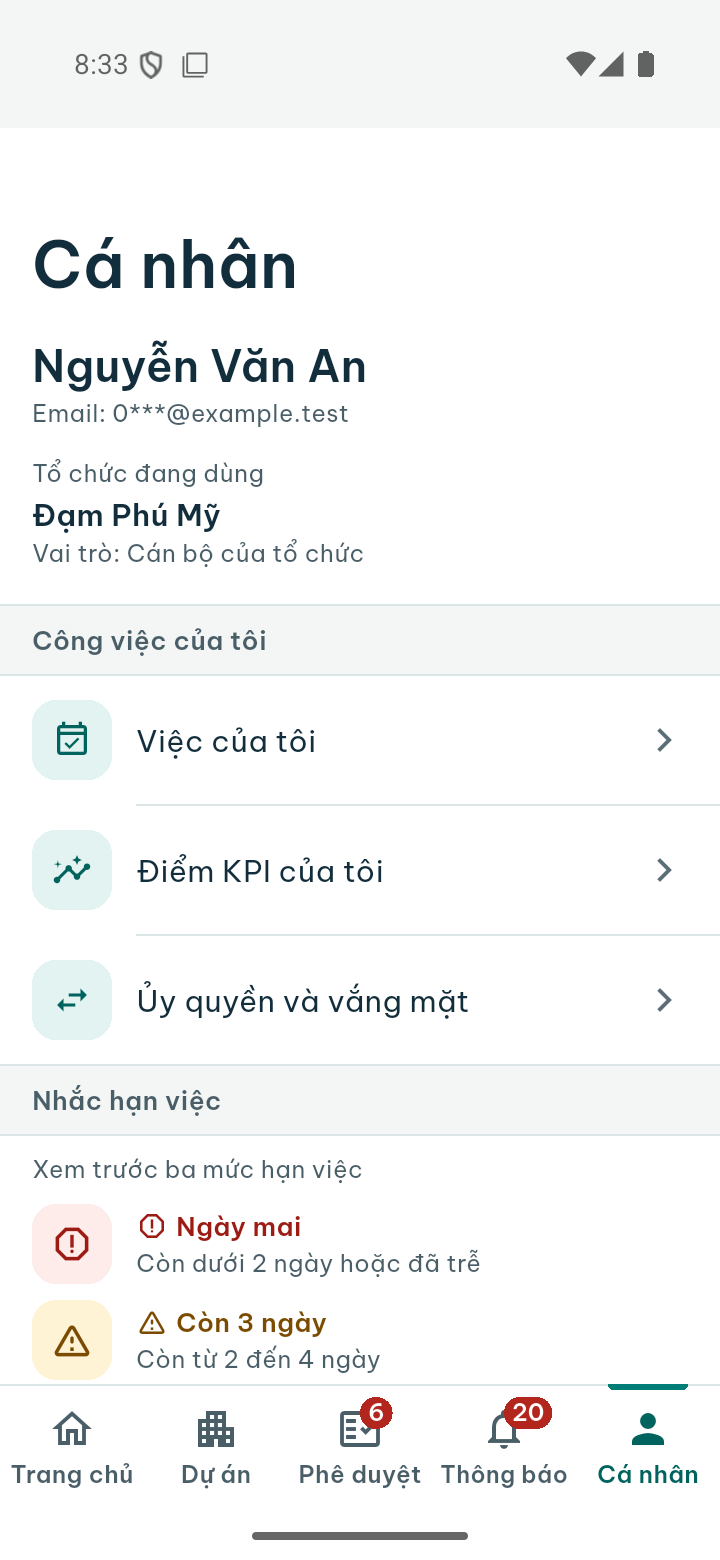 8:33
Cá nhân
Nguyễn Văn An
Email: 0***@example.test
Tổ chức đang dùng
Đạm Phú Mỹ
Vai trò: Cán bộ của tổ chức
Công việc của tôi
Việc của tôi
Điểm KPI của tôi
Ủy quyền và vắng mặt
Nhắc hạn việc
Xem trước ba mức hạn việc
Ngày mai
Còn dưới 2 ngày hoặc đã trễ
Còn 3 ngày
Còn từ 2 đến 4 ngày
6 20
Trang chủ Dự án Phê duyệt Thông báo Cá nhân